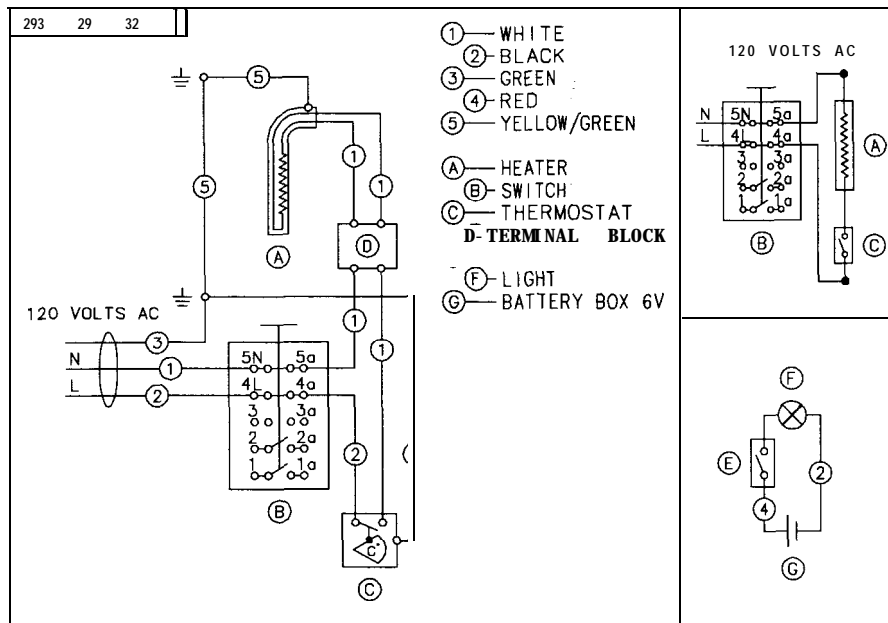 293 29 32
1 WHITE
2 BLACK
3 GREEN
4 RED
5 YELLOW/GREEN
A HEATER
B SWITCH
C THERMOSTAT
D-TERMINAL BLOCK
F LIGHT
G BATTERY BOX 6V
5
5
1
1
A
D
120 VOLTS AC
3
N
1
L
2
1
1
5N 5a
4L 4a
3 3a
2 2a
1 1a
B
2
C°
C
120 VOLTS AC
N 5N 5a
L 4L 4a
3 3a
2 2a
1 1a
A
B
C
F
E
2
4
G